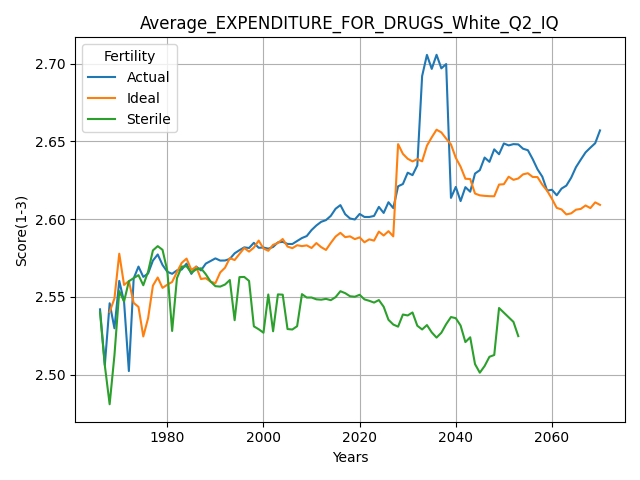 Average_EXPENDITURE_FOR_DRUGS_White_Q2_IQ
Fertility
Actual
Ideal
Sterile
Score(1-3)
2.70
2.65
2.60
2.55
2.50
1980 2000 2020 2040 2060
Years